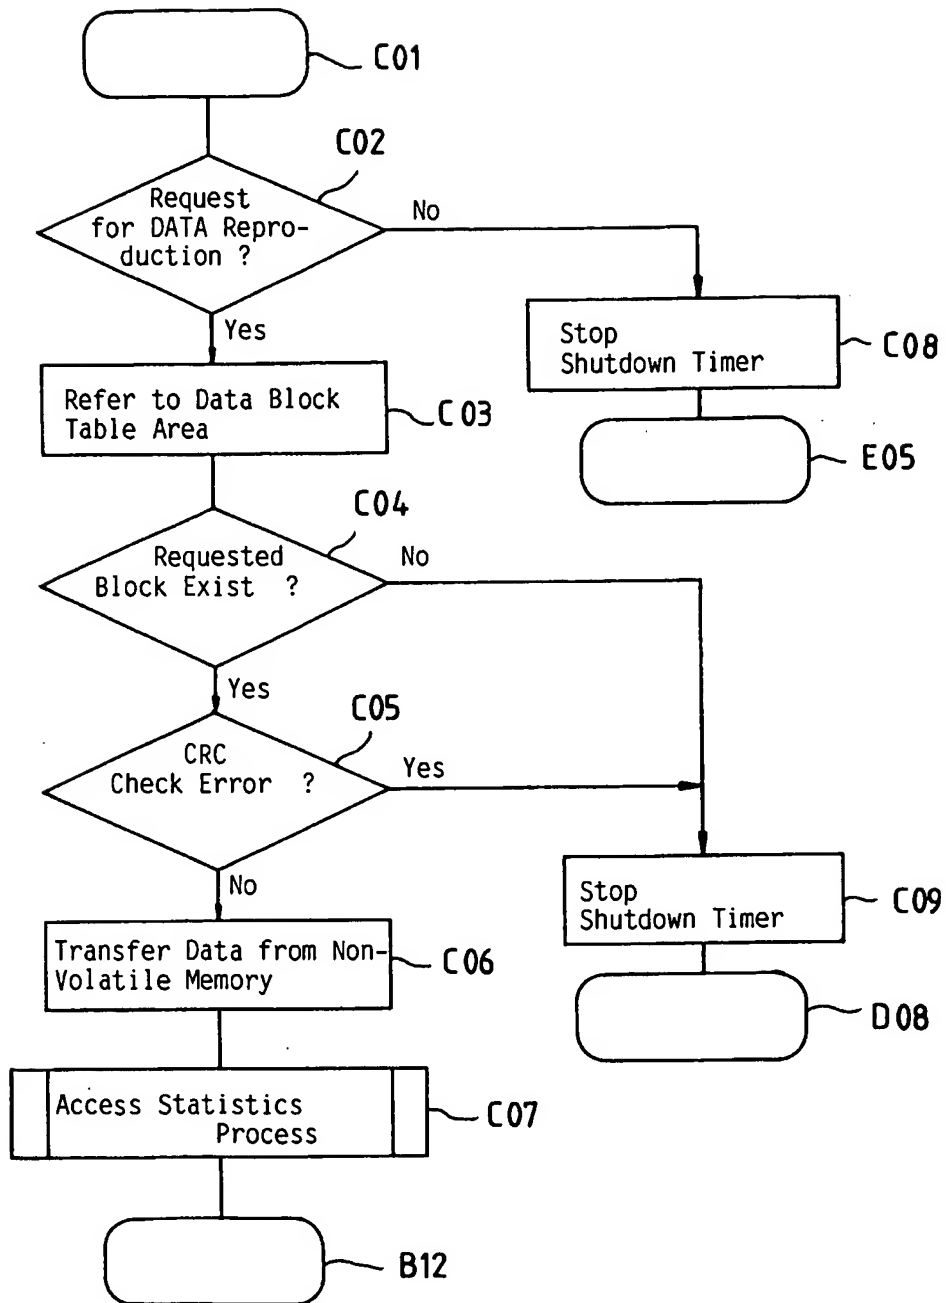 C01
C02
Request
for DATA Repro-
duction ?
No
Yes
Stop
Shutdown Timer
C08
Refer to Data Block
Table Area
C03
E05
C04
Requested
Block Exist ?
No
Yes
C05
CRC
Check Error ?
Yes
No
Stop
Shutdown Timer
C09
Transfer Data from Non-
Volatile Memory
C06
D08
Access Statistics
Process
C07
B12